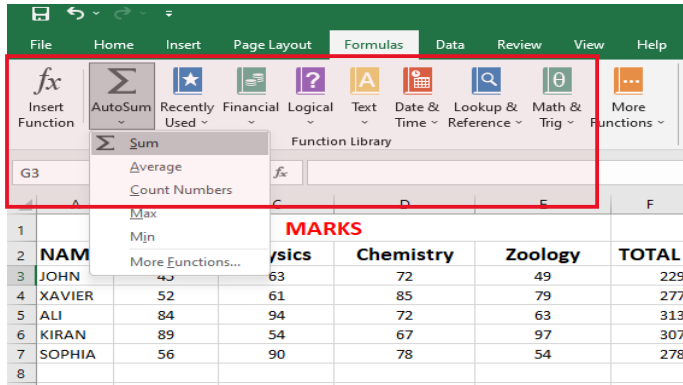 File Home Insert Page Layout Formulas Data Review View Help
fx Insert Function
Σ AutoSum
Recently Used
Financial
Logical
Text
Date & Time
Lookup & Reference
Math & Trig
More Functions
Function Library
Σ Sum
Average
Count Numbers
Max
Min
More Functions...
G3 fx
A C D E F
1 MARKS
2 NAM ysics Chemistry Zoology TOTAL
3 JOHN 45 63 72 49 229
4 XAVIER 52 61 85 79 277
5 ALI 84 94 72 63 313
6 KIRAN 89 54 67 97 307
7 SOPHIA 56 90 78 54 278
8